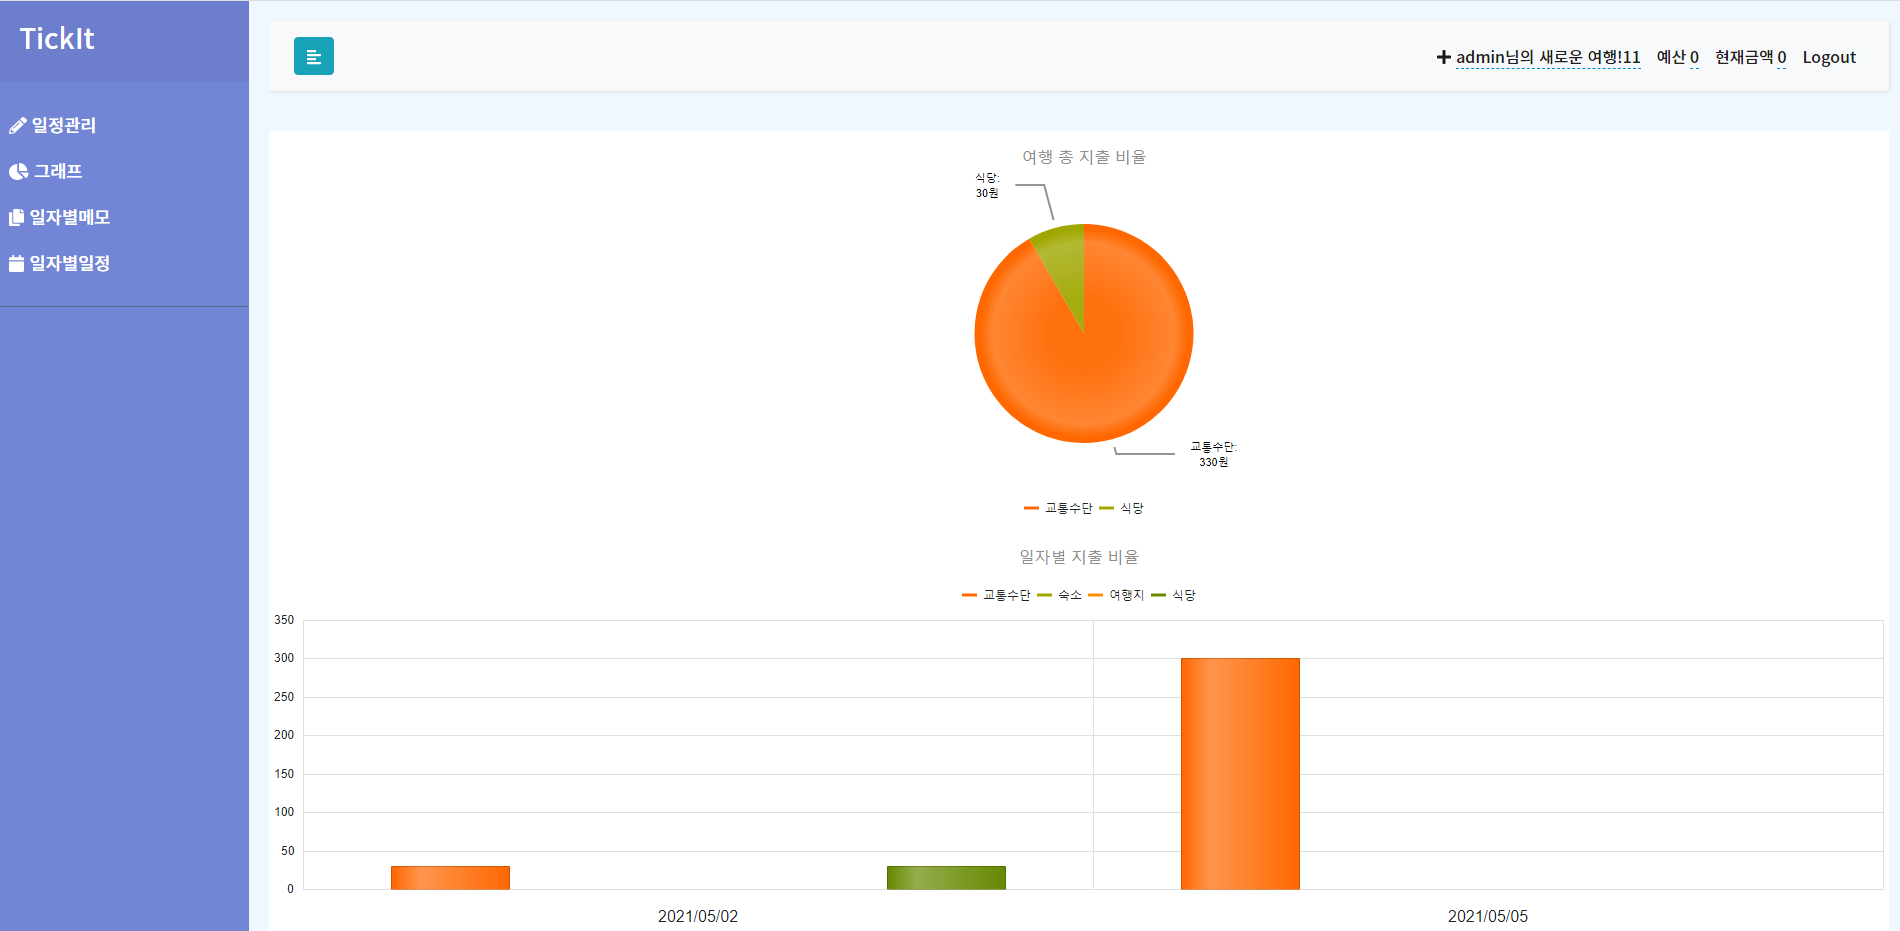 TickIt
일정관리
그래프
일자별메모
일자별일정
admin님의 새로운 여행!11 예산 0 현재금액 0 Logout
여행 총 지출 비율
식당:
30원
교통수단:
330원
교통수단 식당
일자별 지출 비율
교통수단 숙소 여행지 식당
350
300
250
200
150
100
50
0
2021/05/02 2021/05/05